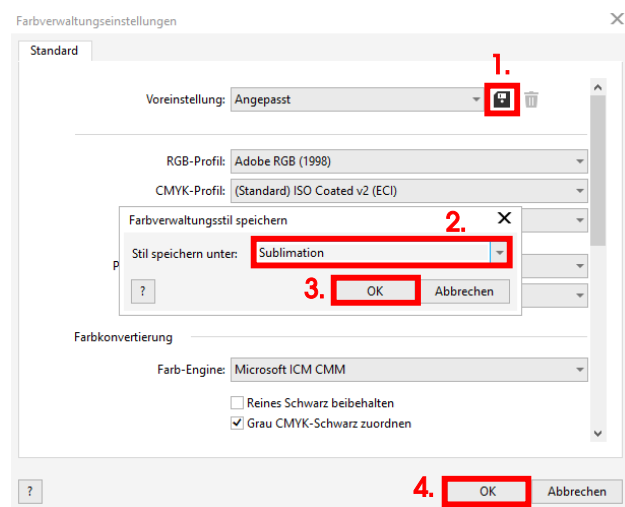 Farbverwaltungseinstellungen
Standard
1.
Voreinstellung: Angepasst
RGB-Profil: Adobe RGB (1998)
CMYK-Profil: (Standard) ISO Coated v2 (ECI)
Farbverwaltungsstil speichern
2.
Stil speichern unter: Sublimation
P
? 3. OK Abbrechen
Farbkonvertierung
Farb-Engine: Microsoft ICM CMM
Reines Schwarz beibehalten
Grau CMYK-Schwarz zuordnen
? 4. OK Abbrechen